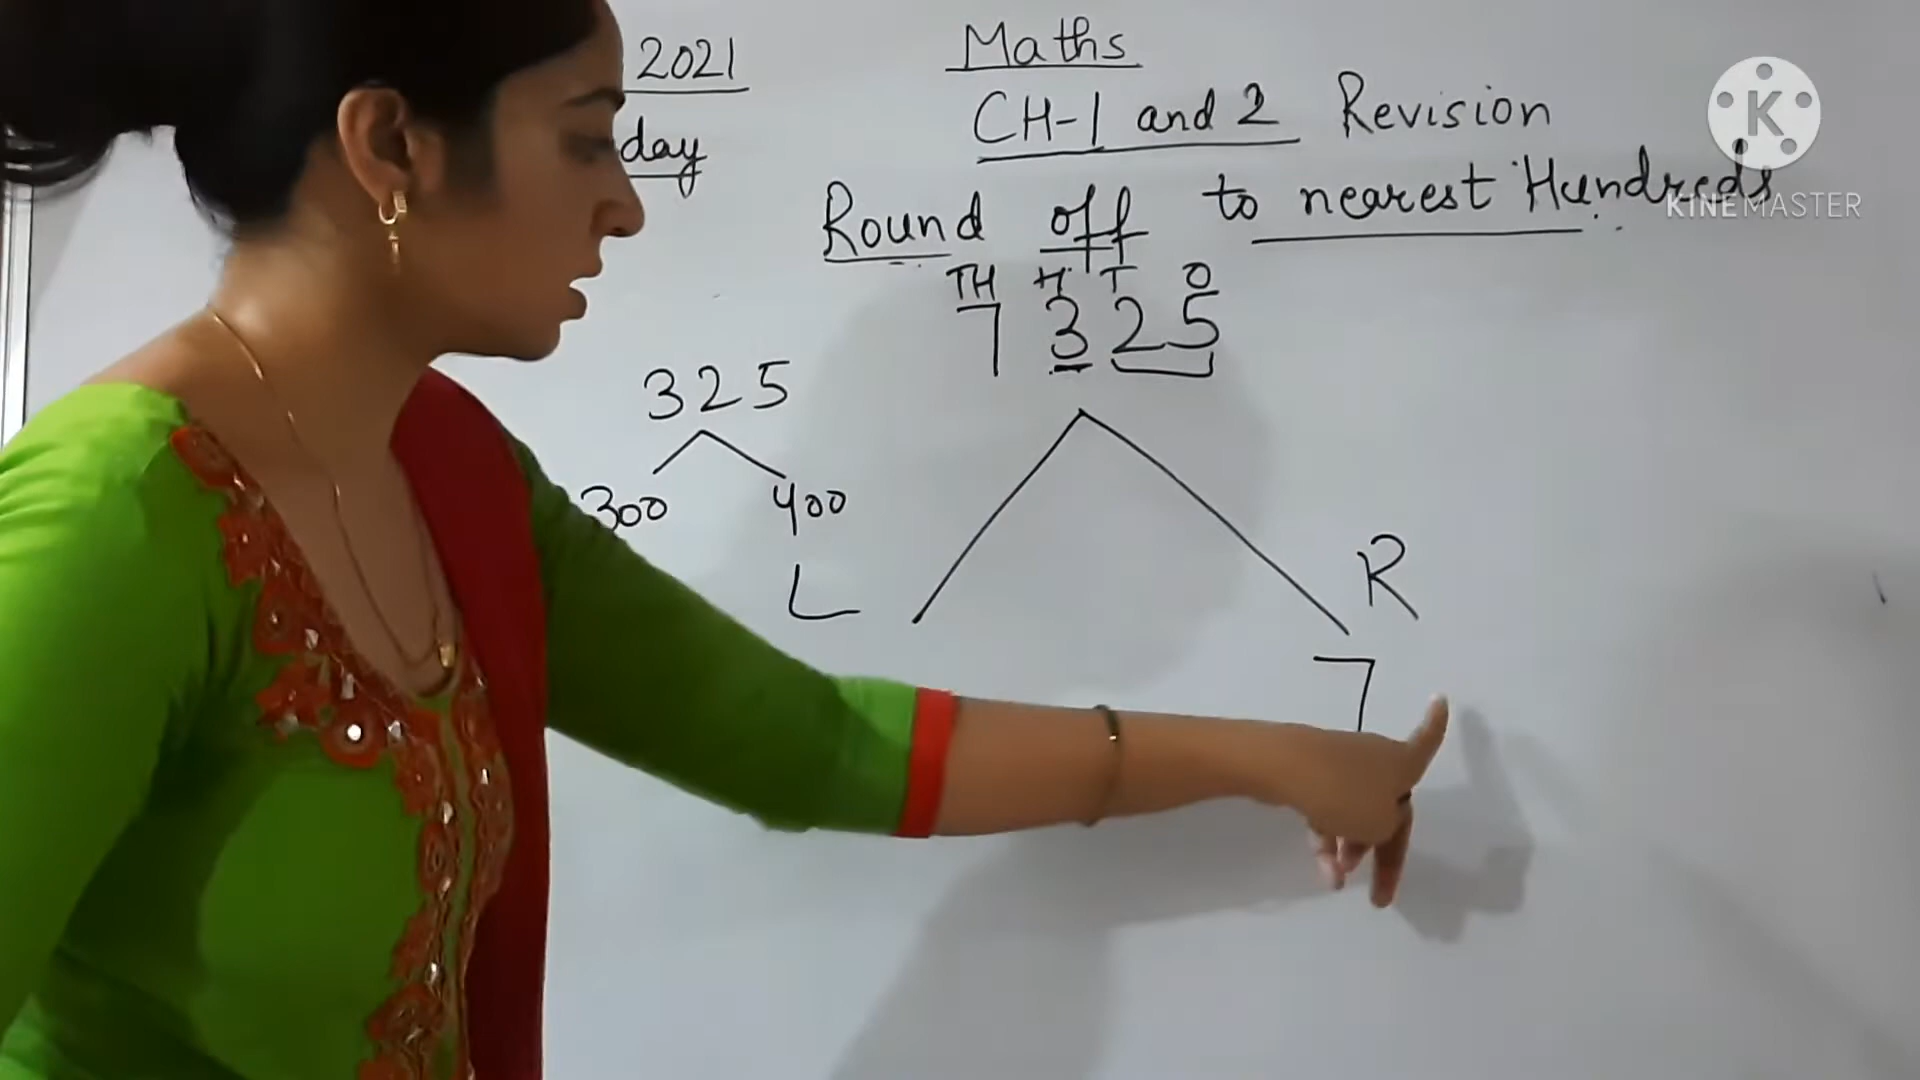 2021
Maths
day
CH-1 and 2 Revision
Round off to nearest Hundreds
K
KINEMASTER
TH H T O
7 3 2 5
325
300 400
L R
7